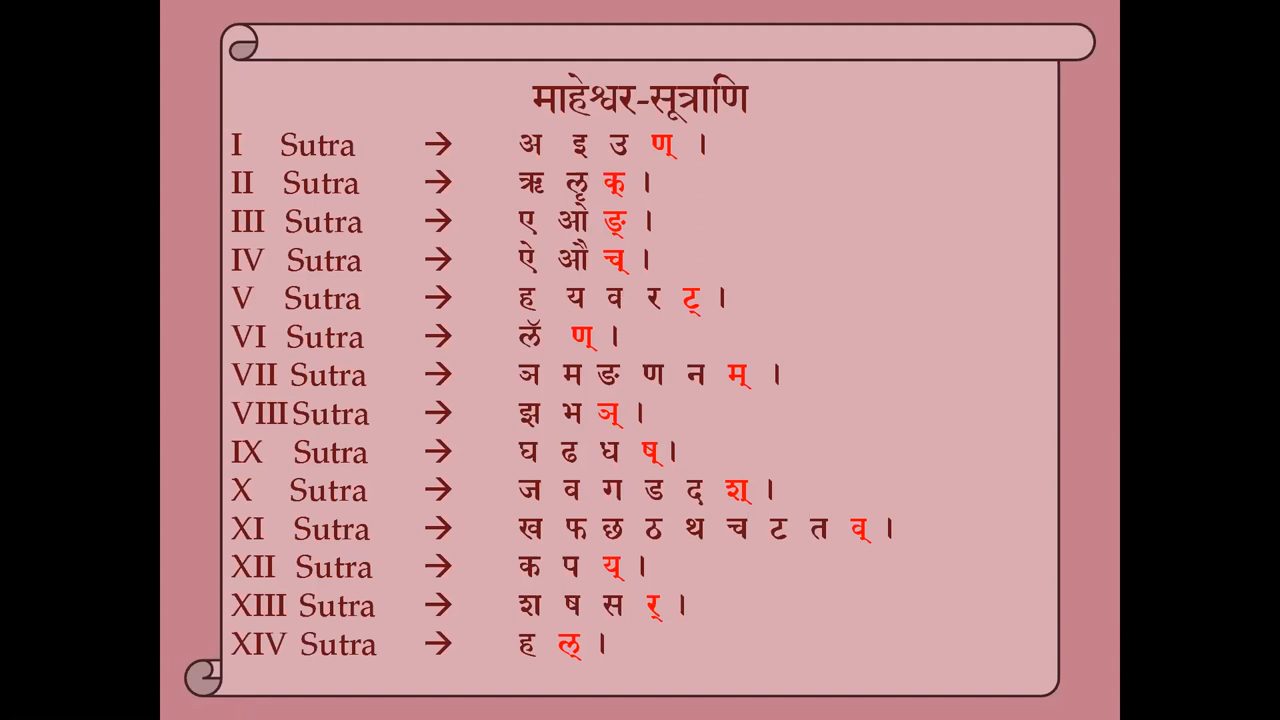 माहेश्वर-सूत्राणि
I Sutra → अ इ उ ण् ।
II Sutra → ऋ ऌ क् ।
III Sutra → ए ओ ङ् ।
IV Sutra → ऐ औ च् ।
V Sutra → ह य व र ट् ।
VI Sutra → लँ ण् ।
VII Sutra → ञ म ङ ण न म् ।
VIII Sutra → झ भ ञ् ।
IX Sutra → घ ढ ध ष् ।
X Sutra → ज व ग ड द श् ।
XI Sutra → ख फ छ ठ थ च ट त व् ।
XII Sutra → क प य् ।
XIII Sutra → श ष स र् ।
XIV Sutra → ह ल् ।